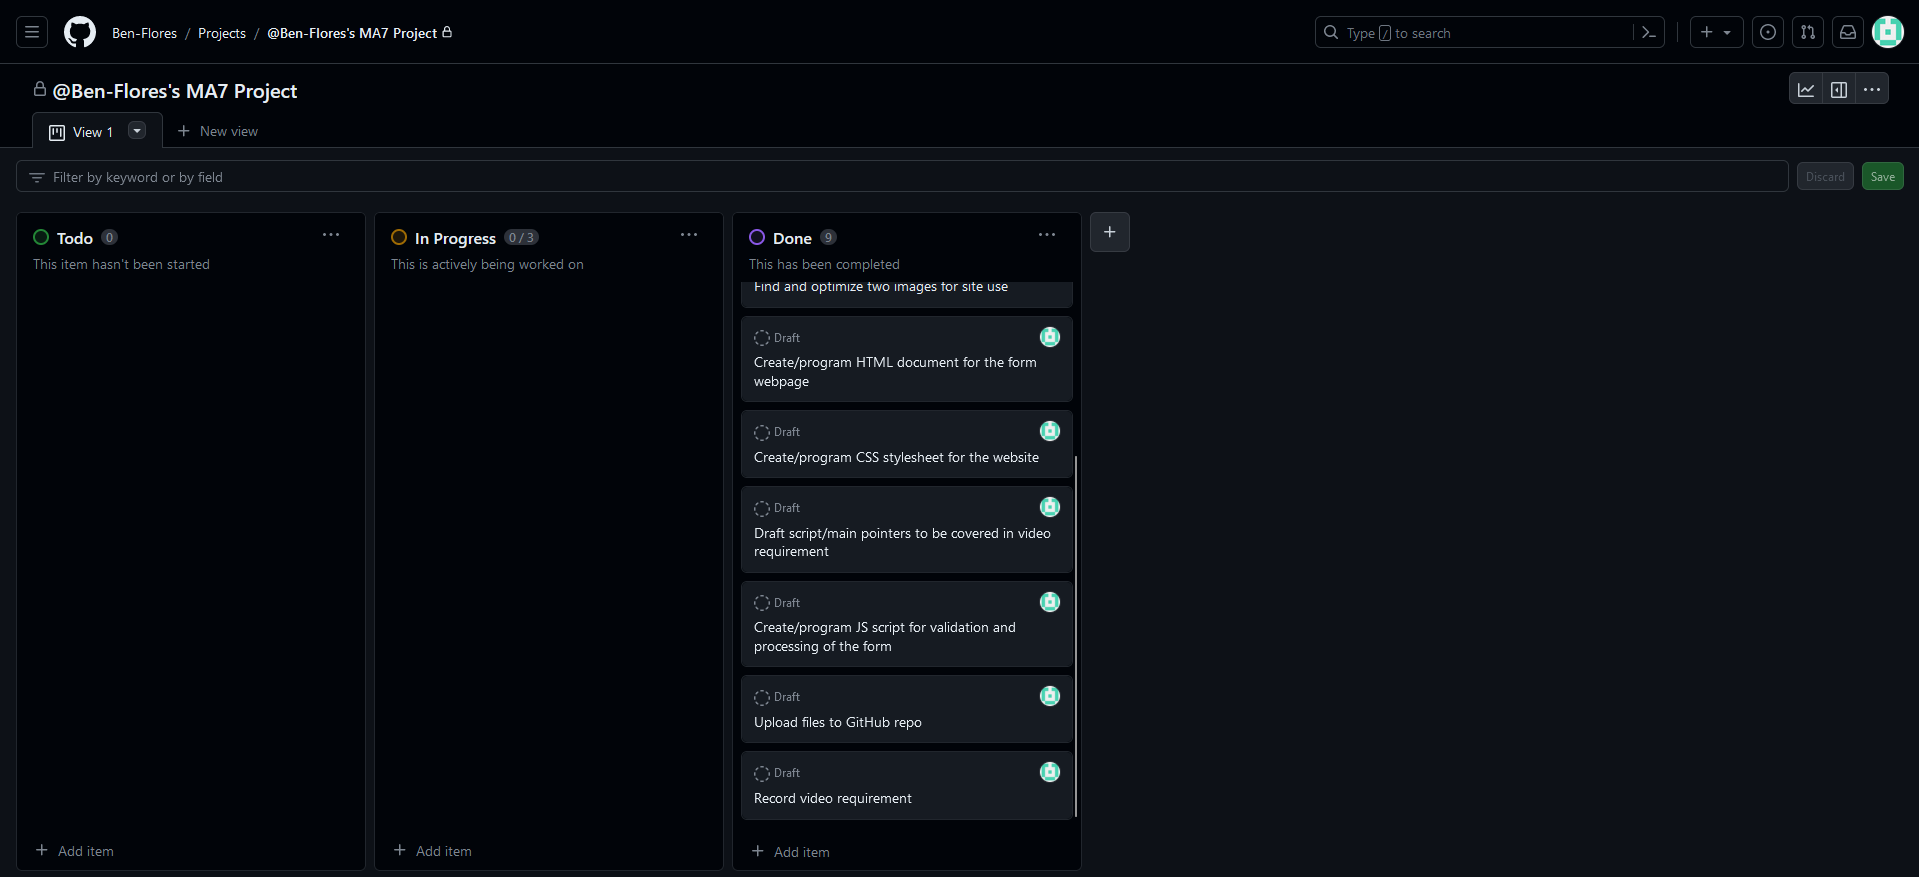 Ben-Flores / Projects / @Ben-Flores's MA7 Project
Type / to search
@Ben-Flores's MA7 Project
View 1
New view
Filter by keyword or by field
Discard
Save
Todo 0
This item hasn't been started
Add item
In Progress 0 / 3
This is actively being worked on
Add item
Done 9
This has been completed
Find and optimize two images for site use
Draft
Create/program HTML document for the form
webpage
Draft
Create/program CSS stylesheet for the website
Draft
Draft script/main pointers to be covered in video
requirement
Draft
Create/program JS script for validation and
processing of the form
Draft
Upload files to GitHub repo
Draft
Record video requirement
Add item